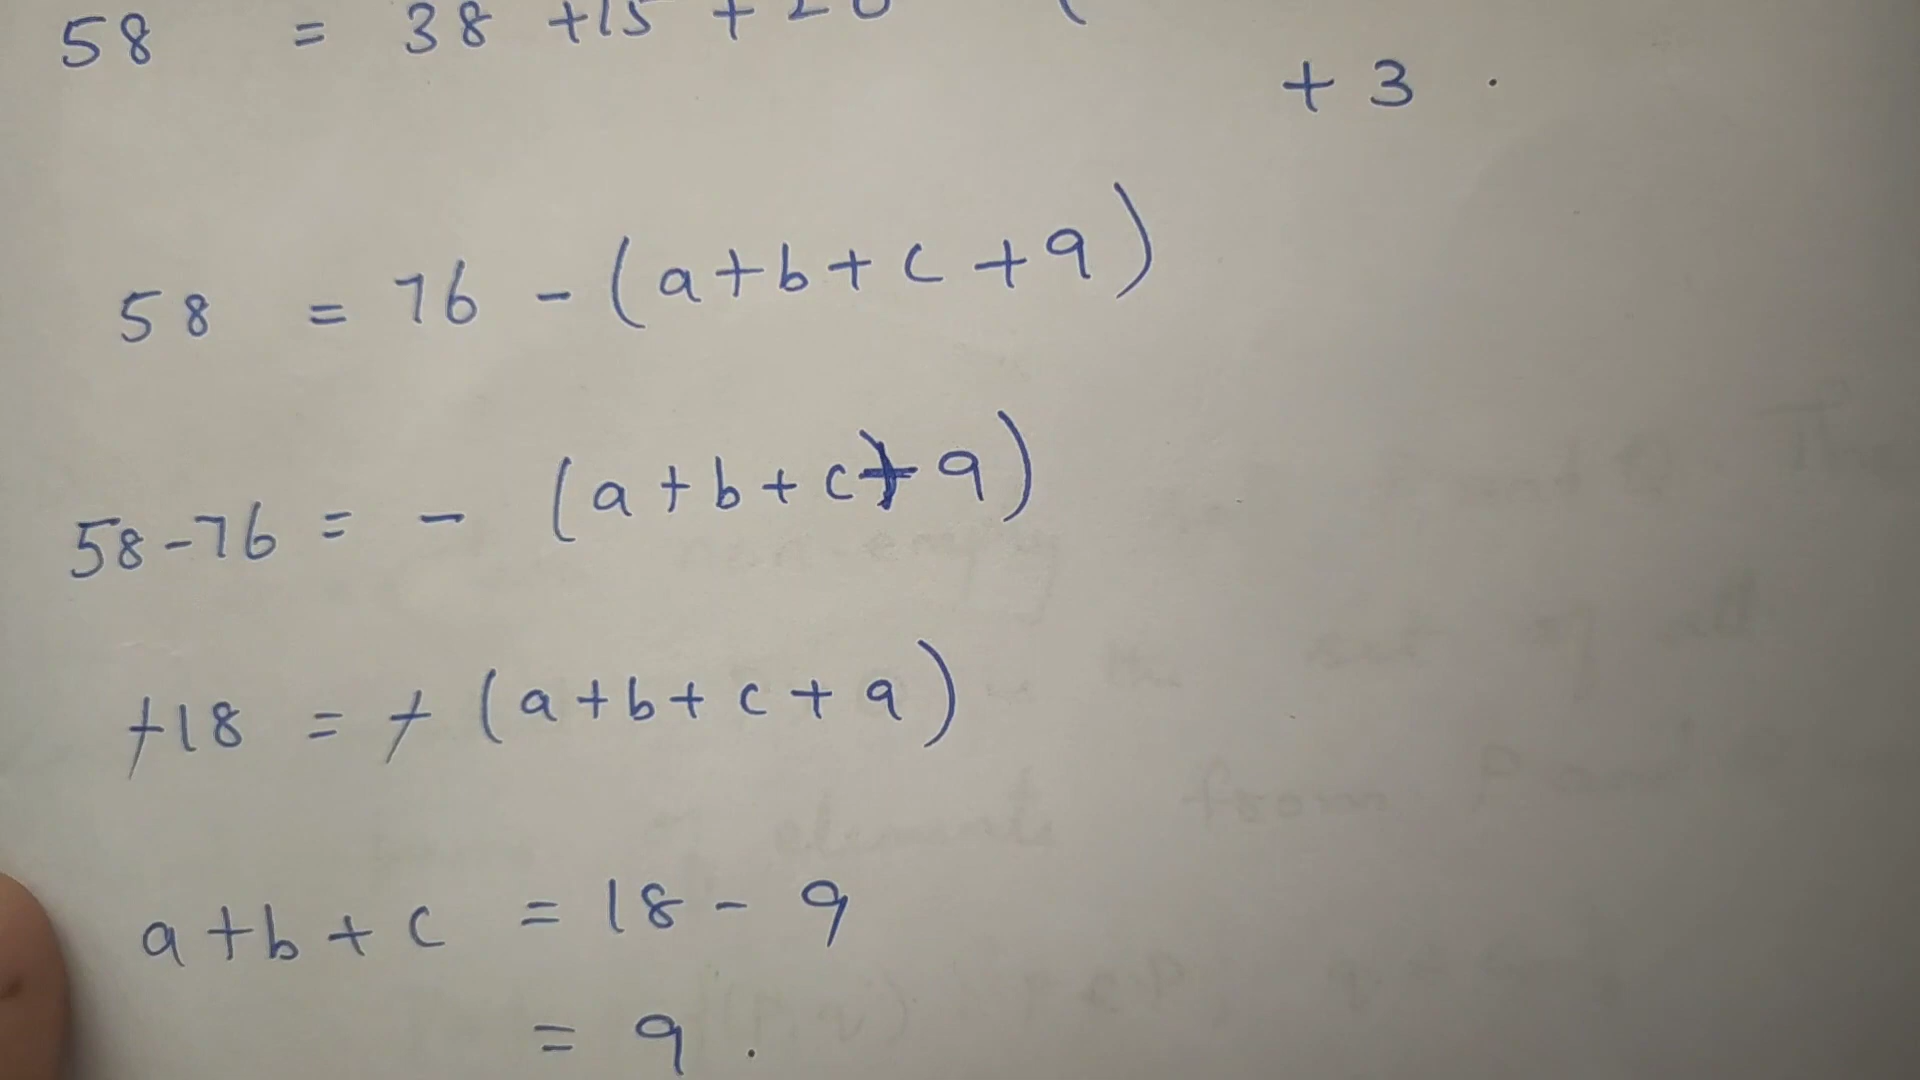 58 = 38 + 15 + 20 (
+ 3 .
58 = 76 - (a + b + c + 9)
58 - 76 = - (a + b + c + 9)
+18 = + (a + b + c + 9)
a + b + c = 18 - 9
= 9 .